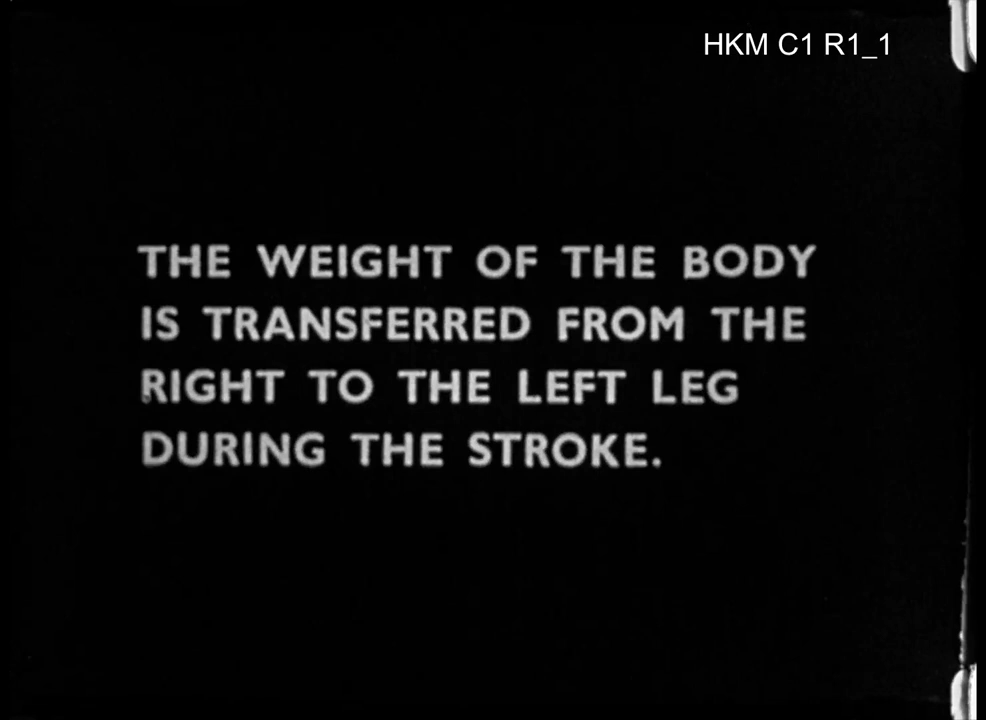 HKM C1 R1_1
THE WEIGHT OF THE BODY
IS TRANSFERRED FROM THE
RIGHT TO THE LEFT LEG
DURING THE STROKE.